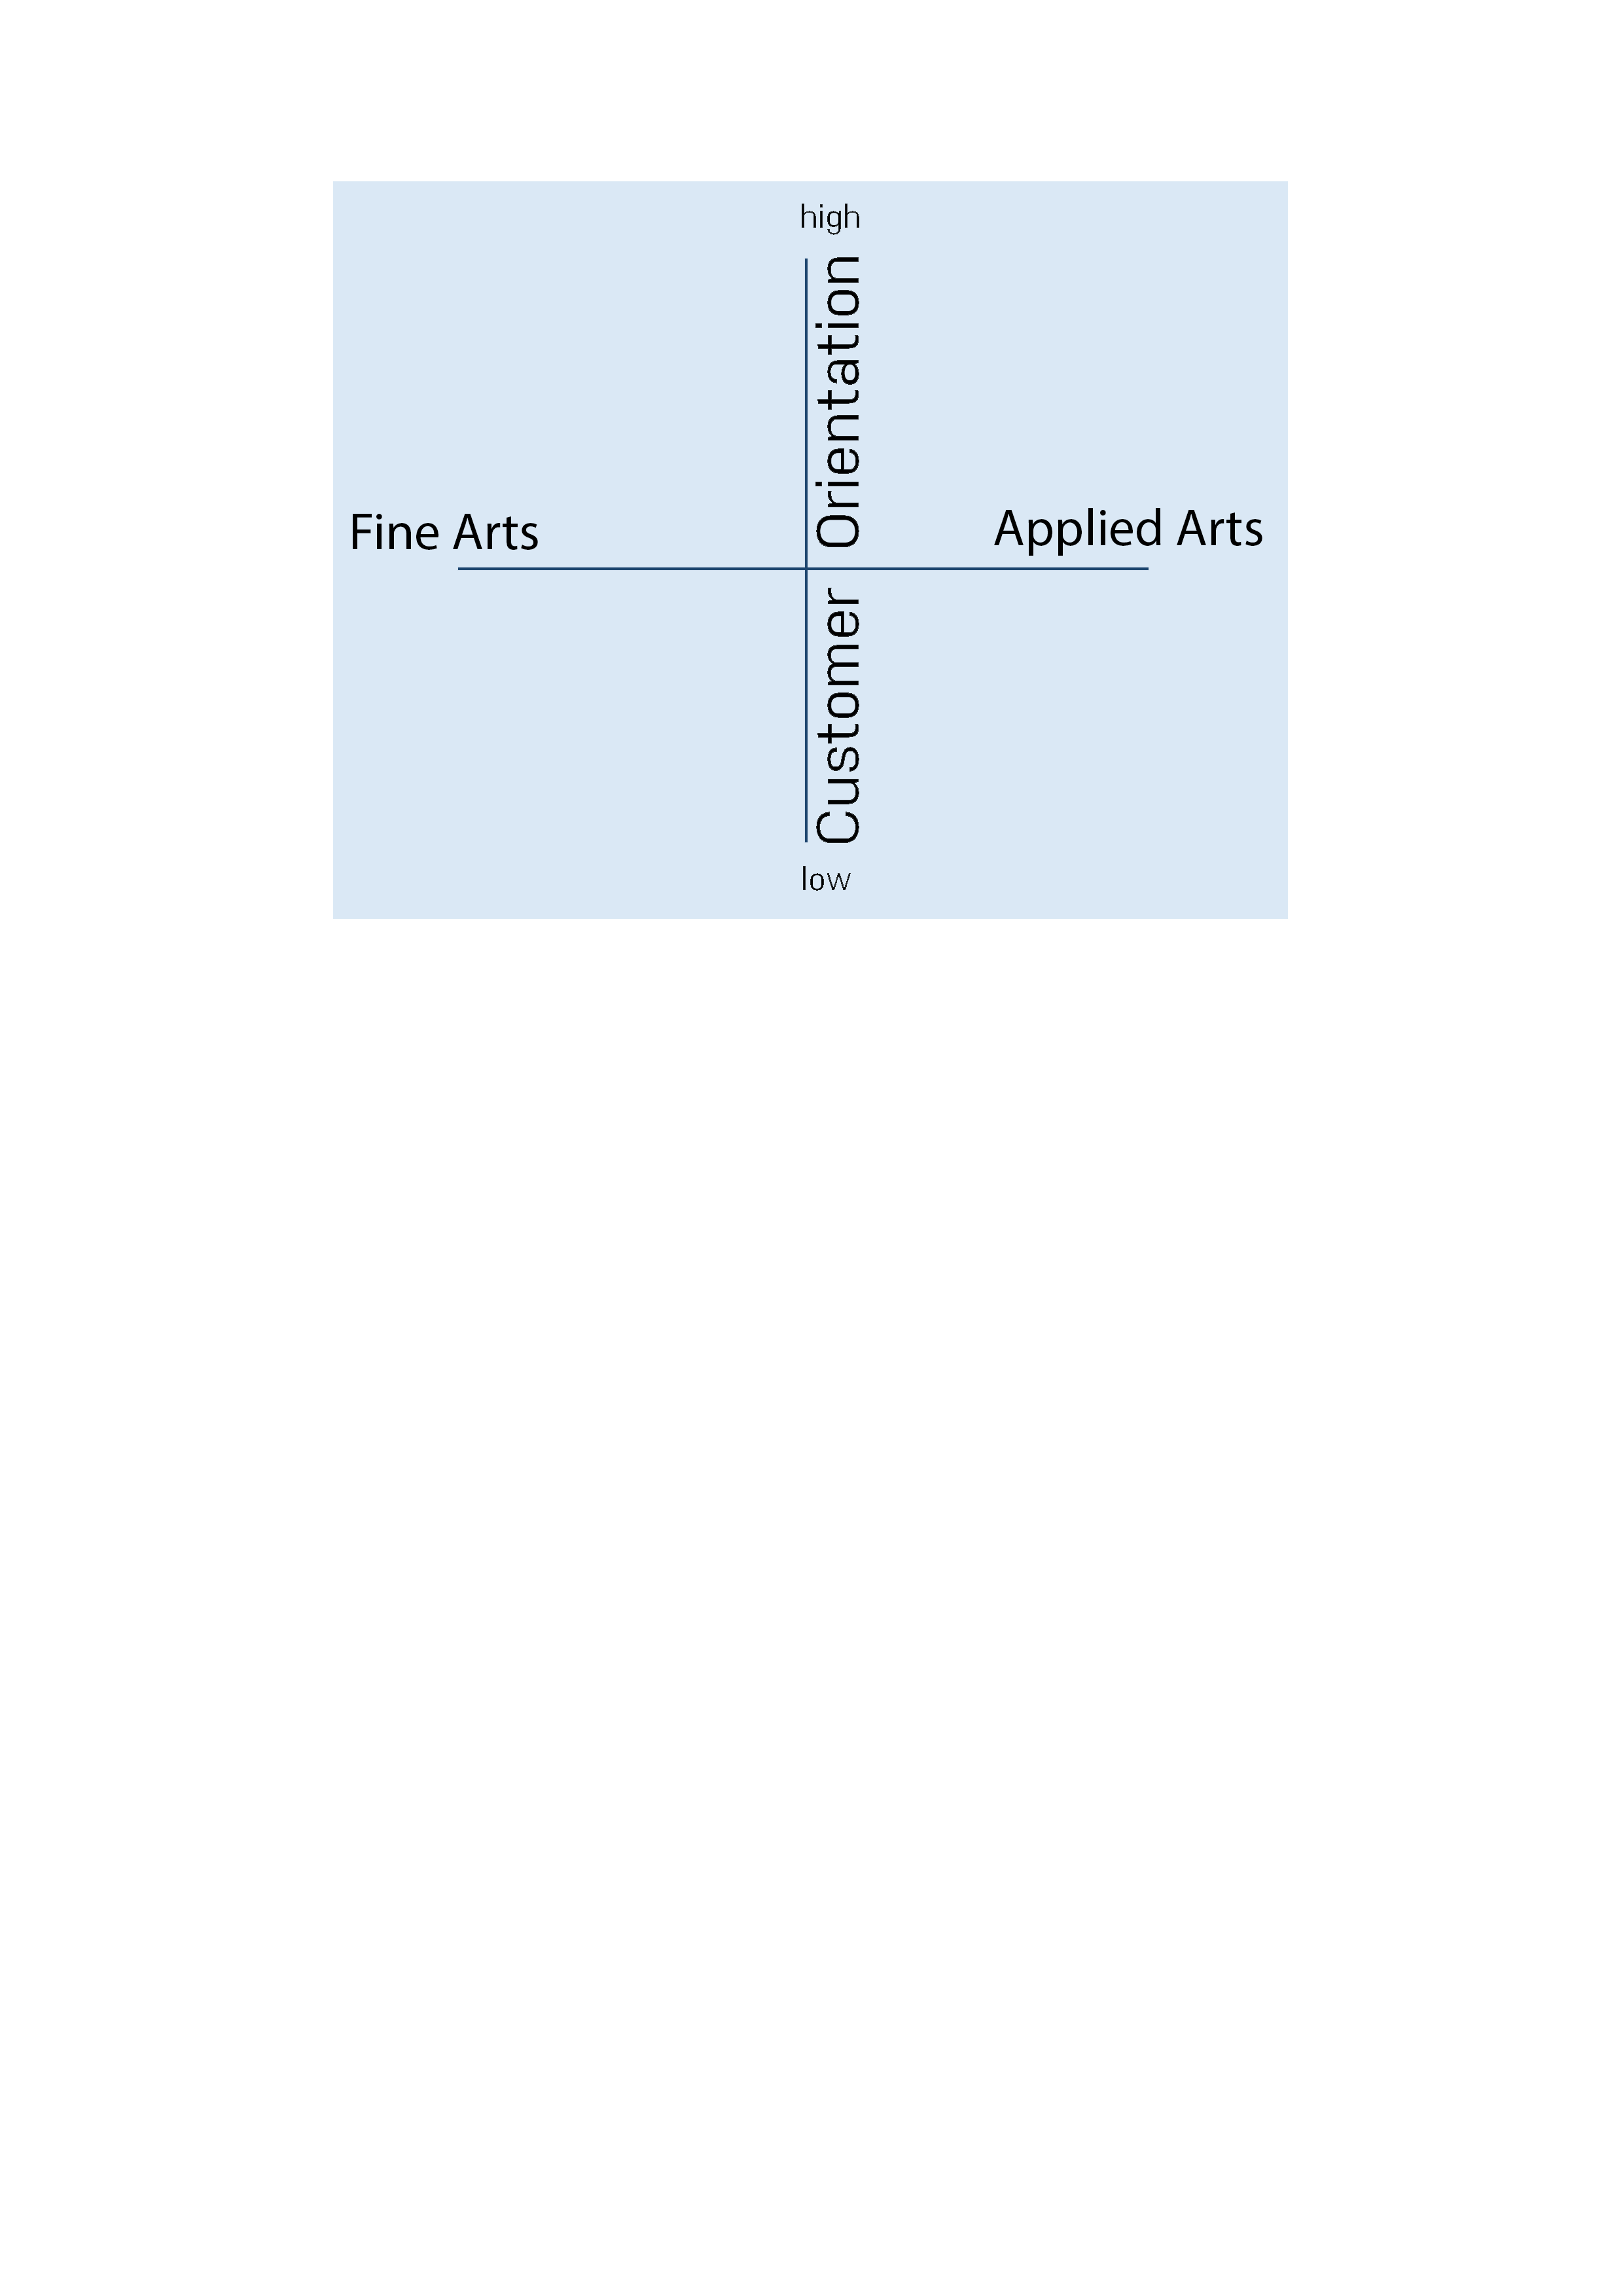 high
Customer Orientation
Fine Arts
Applied Arts
low